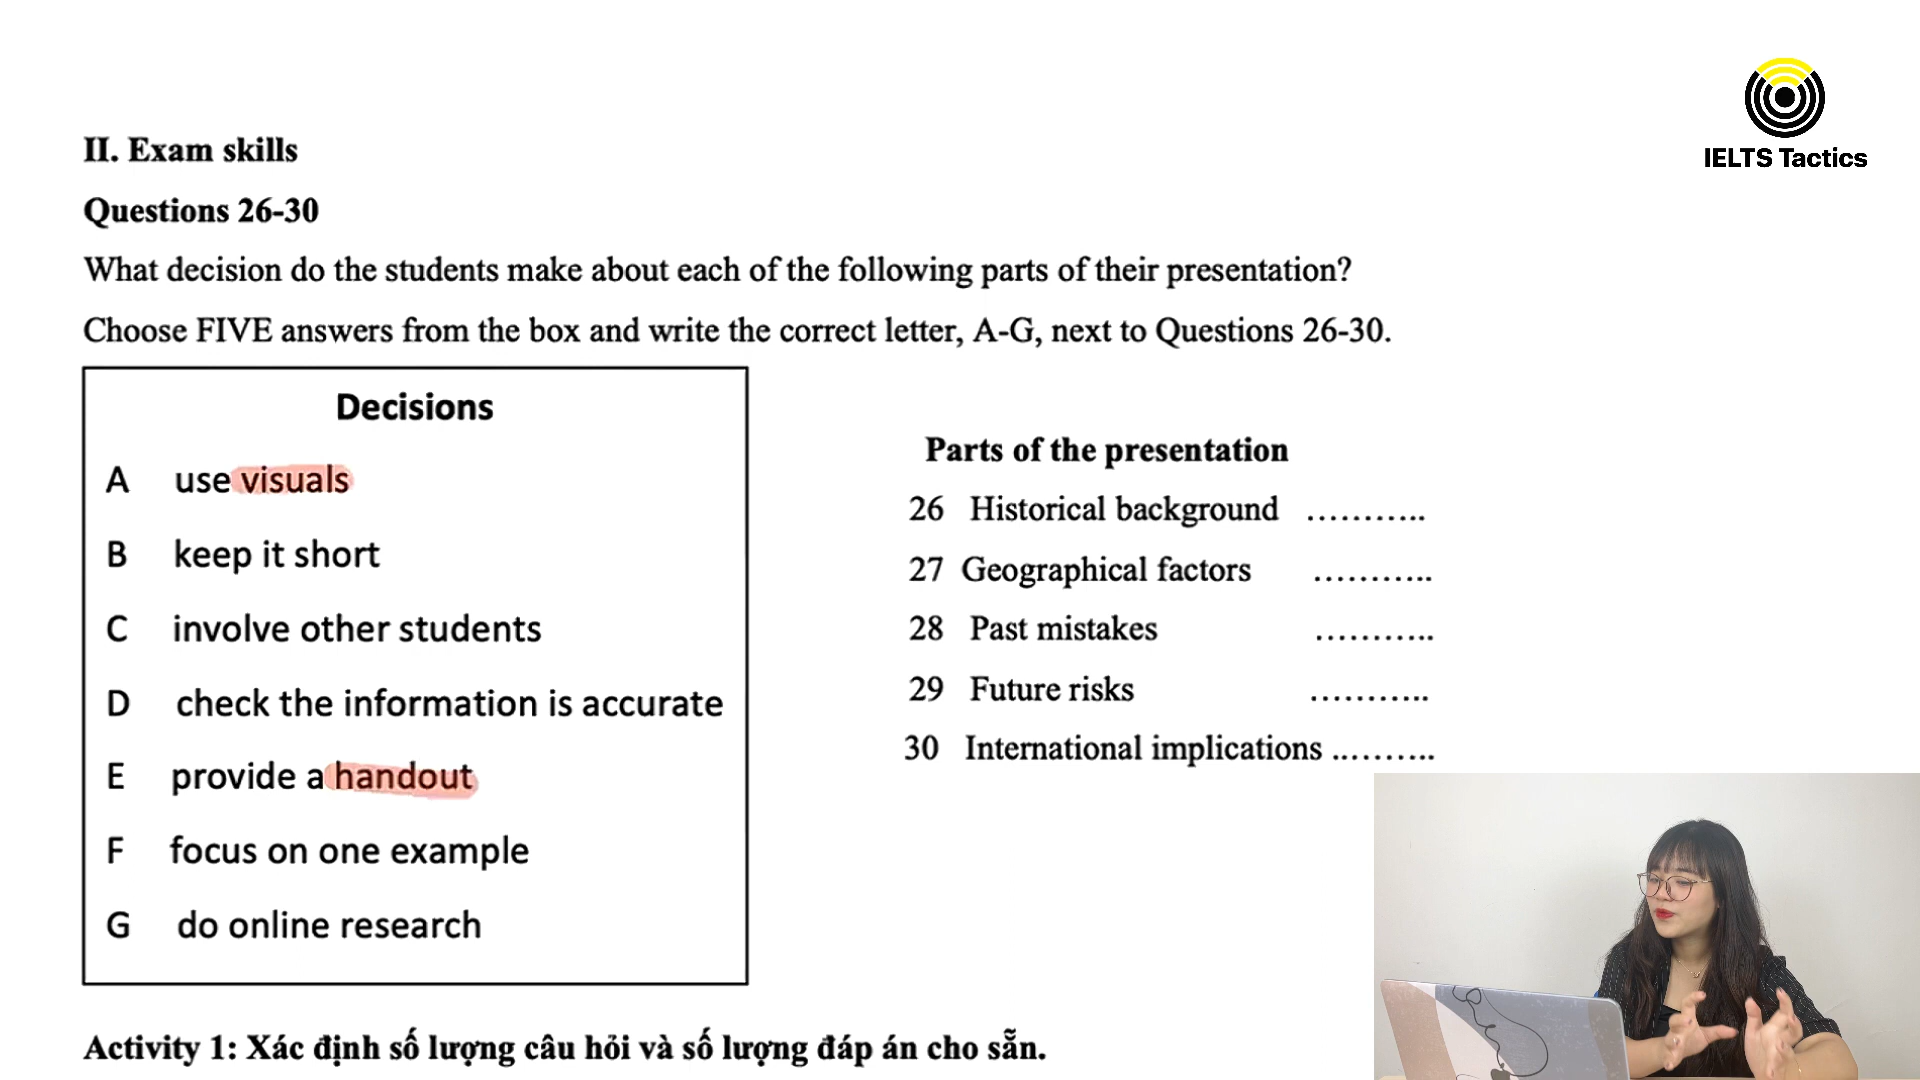 IELTS Tactics
II. Exam skills
Questions 26-30
What decision do the students make about each of the following parts of their presentation?
Choose FIVE answers from the box and write the correct letter, A-G, next to Questions 26-30.
Decisions
A use visuals
B keep it short
C involve other students
D check the information is accurate
E provide a handout
F focus on one example
G do online research
Parts of the presentation
26 Historical background ………..
27 Geographical factors ………..
28 Past mistakes ………..
29 Future risks ………..
30 International implications ……….
Activity 1: Xác định số lượng câu hỏi và số lượng đáp án cho sẵn.